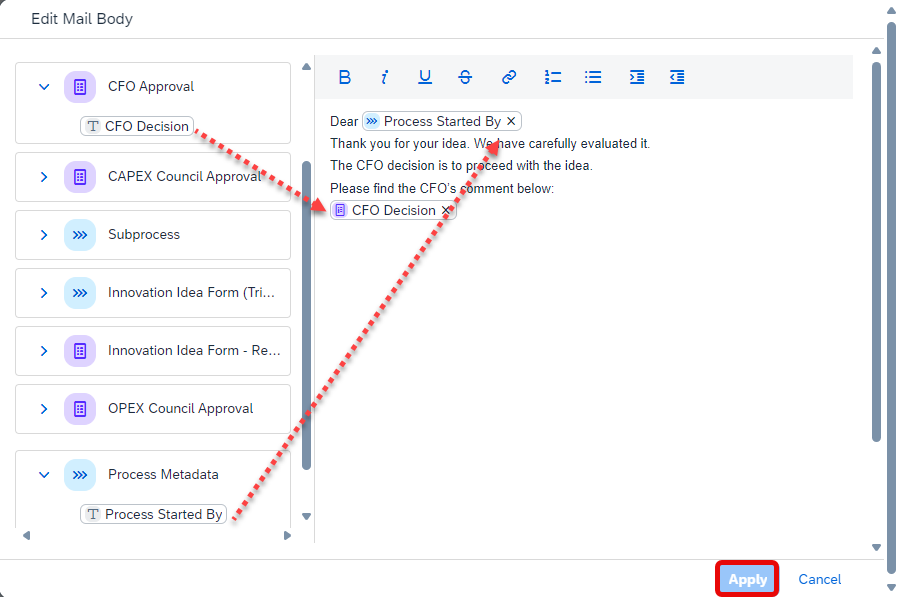 Edit Mail Body
CFO Approval
T CFO Decision
CAPEX Council Approval
Subprocess
Innovation Idea Form (Tri...
Innovation Idea Form - Re...
OPEX Council Approval
Process Metadata
T Process Started By
B i U S
Dear Process Started By ×
Thank you for your idea. We have carefully evaluated it.
The CFO decision is to proceed with the idea.
Please find the CFO's comment below:
CFO Decision ×
Apply Cancel